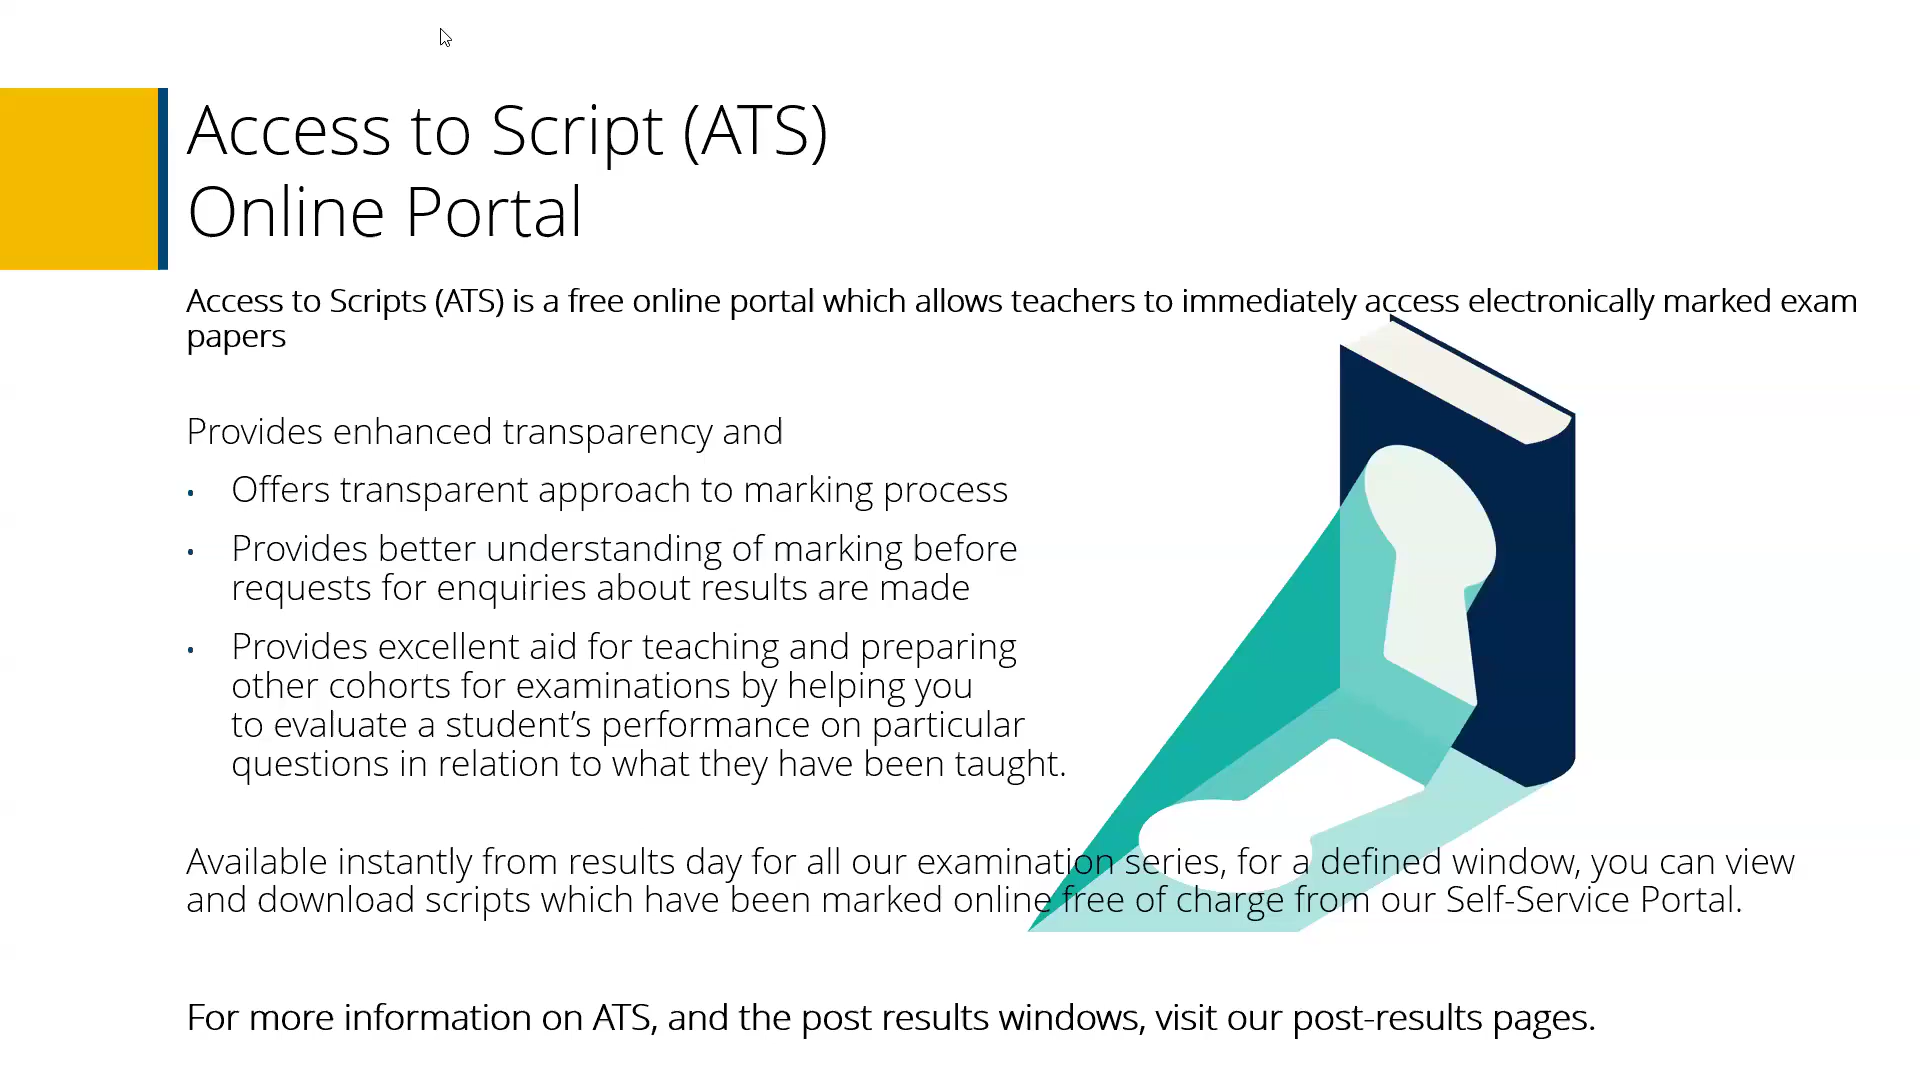 Access to Script (ATS)
Online Portal
Access to Scripts (ATS) is a free online portal which allows teachers to immediately access electronically marked exam
papers
Provides enhanced transparency and
• Offers transparent approach to marking process
• Provides better understanding of marking before
requests for enquiries about results are made
• Provides excellent aid for teaching and preparing
other cohorts for examinations by helping you
to evaluate a student’s performance on particular
questions in relation to what they have been taught.
Available instantly from results day for all our examination series, for a defined window, you can view
and download scripts which have been marked online free of charge from our Self-Service Portal.
For more information on ATS, and the post results windows, visit our post-results pages.